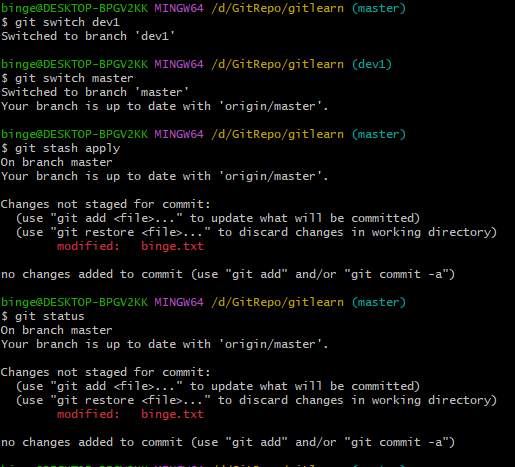 binge@DESKTOP-BPGV2KK MINGW64 /d/GitRepo/gitlearn (master)
$ git switch dev1
Switched to branch 'dev1'

binge@DESKTOP-BPGV2KK MINGW64 /d/GitRepo/gitlearn (dev1)
$ git switch master
Switched to branch 'master'
Your branch is up to date with 'origin/master'.

binge@DESKTOP-BPGV2KK MINGW64 /d/GitRepo/gitlearn (master)
$ git stash apply
On branch master
Your branch is up to date with 'origin/master'.

Changes not staged for commit:
  (use "git add <file>..." to update what will be committed)
  (use "git restore <file>..." to discard changes in working directory)
        modified:   binge.txt

no changes added to commit (use "git add" and/or "git commit -a")

binge@DESKTOP-BPGV2KK MINGW64 /d/GitRepo/gitlearn (master)
$ git status
On branch master
Your branch is up to date with 'origin/master'.

Changes not staged for commit:
  (use "git add <file>..." to update what will be committed)
  (use "git restore <file>..." to discard changes in working directory)
        modified:   binge.txt

no changes added to commit (use "git add" and/or "git commit -a")